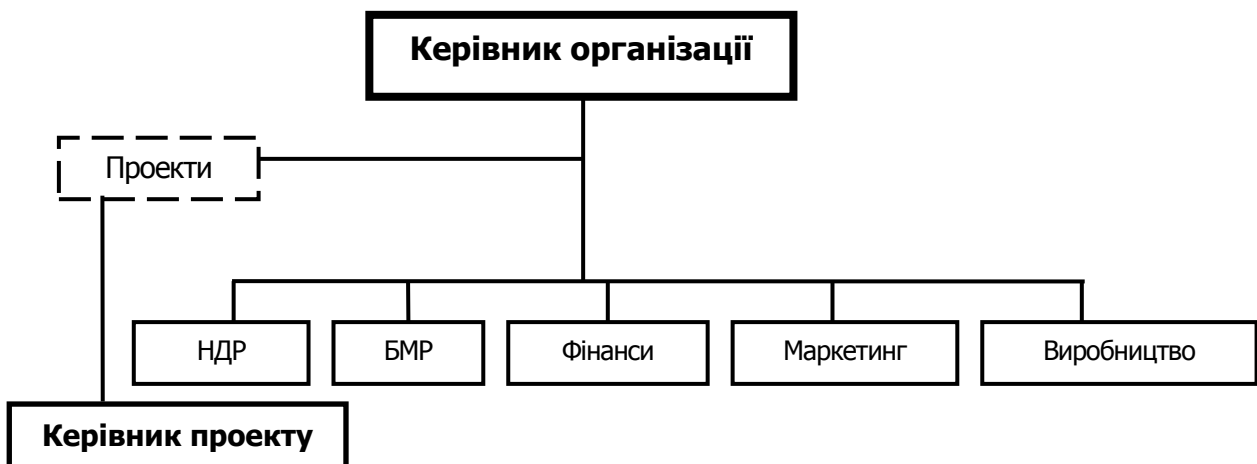 Керівник організації
Проекти
НДР
БМР
Фінанси
Маркетинг
Виробництво
Керівник проекту